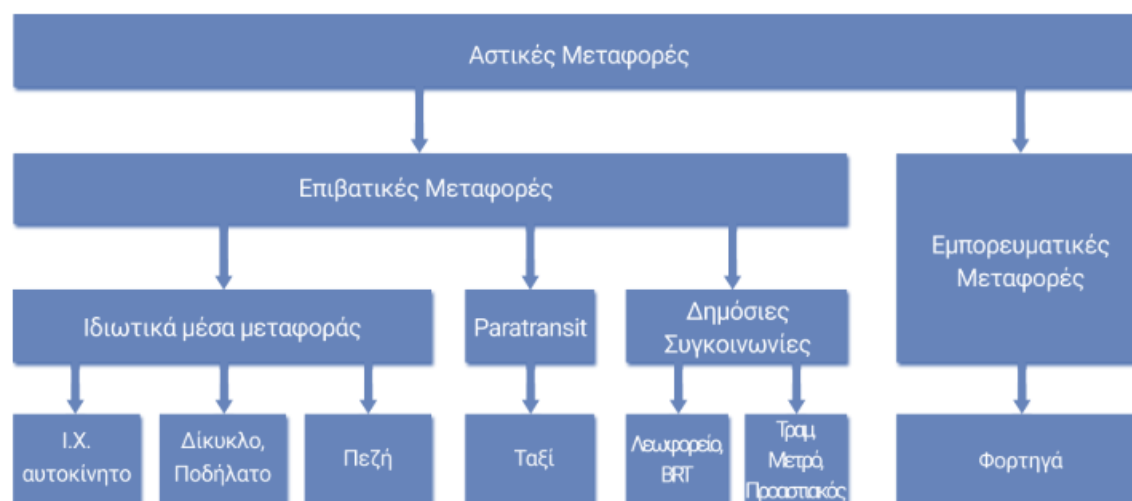 Αστικές Μεταφορές
Επιβατικές Μεταφορές
Εμπορευματικές
Μεταφορές
Ιδιωτικά μέσα μεταφοράς
Paratransit
Δημόσιες
Συγκοινωνίες
Ι.Χ.
αυτοκίνητο
Δίκυκλο,
Ποδήλατο
Πεζή
Ταξί
Λεωφορείο,
BRT
Τραμ,
Μετρό,
Προαστιακός
Φορτηγά